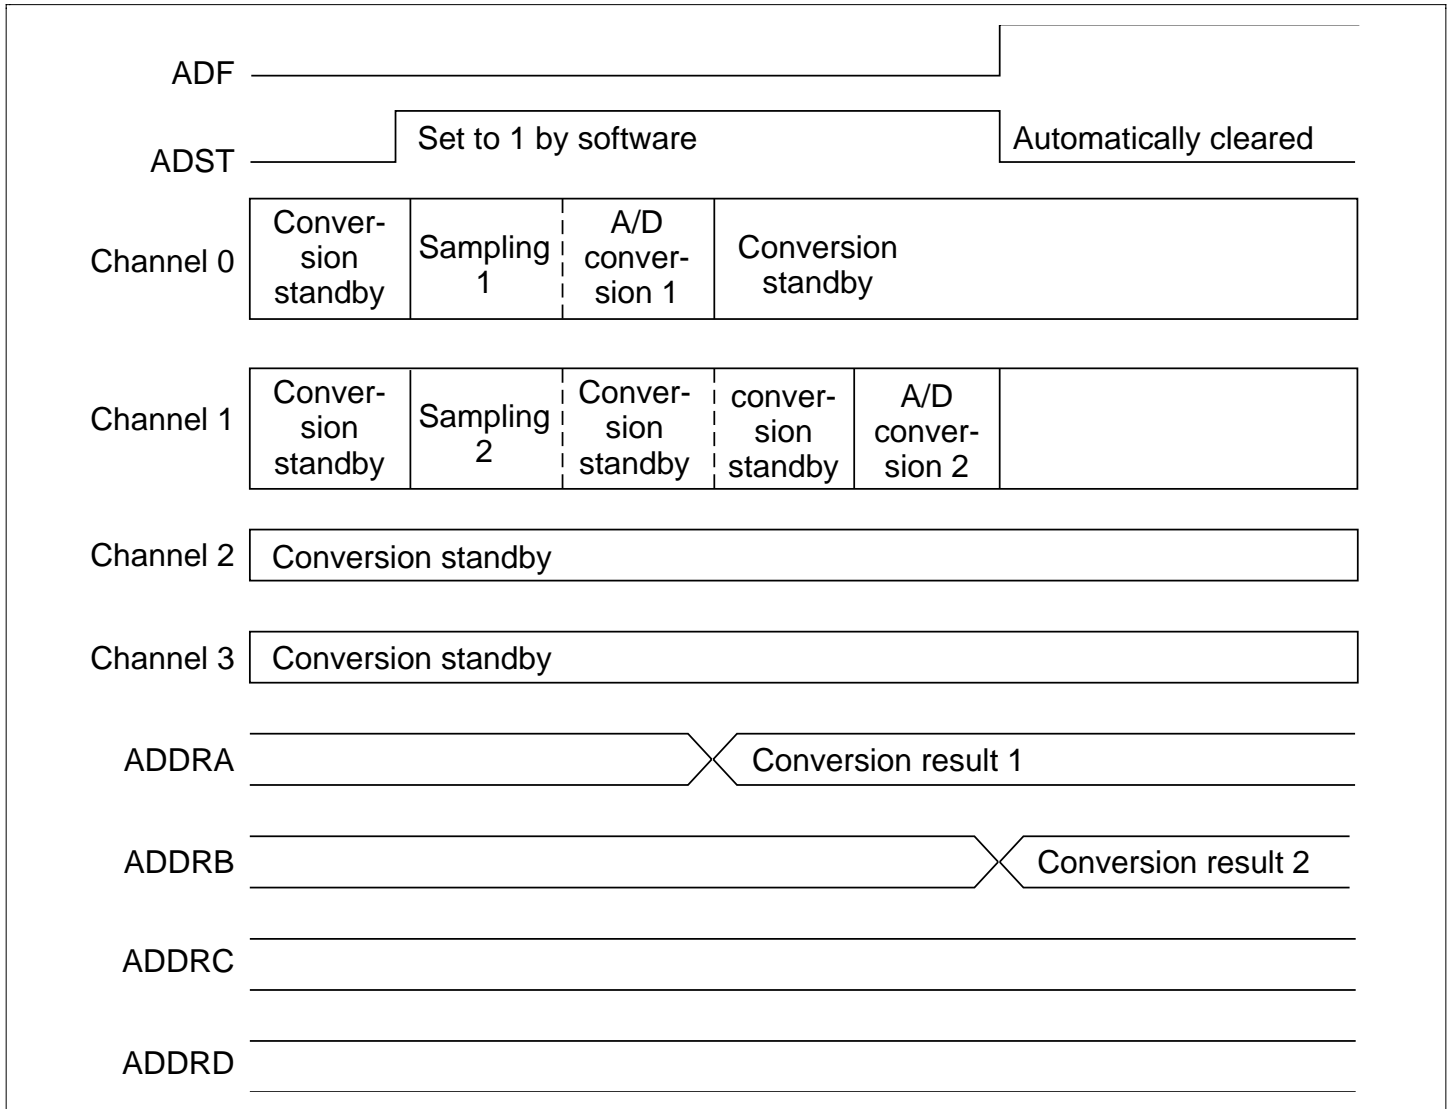 ADF
ADST
Set to 1 by software
Automatically cleared
Channel 0
Conver-
sion
standby
Sampling
1
A/D
conver-
sion 1
Conversion
standby
Channel 1
Conver-
sion
standby
Sampling
2
Conver-
sion
standby
conver-
sion
standby
A/D
conver-
sion 2
Channel 2
Conversion standby
Channel 3
Conversion standby
ADDRA
Conversion result 1
ADDRB
Conversion result 2
ADDRC
ADDRD